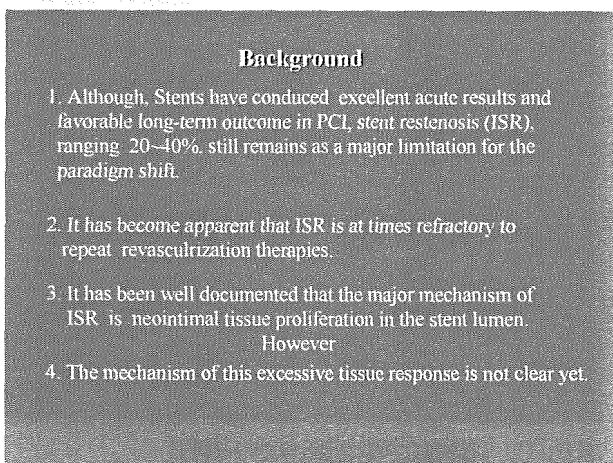 Background
1. Although, Stents have conduced excellent acute results and
favorable long-term outcome in PCI, stent restenosis (ISR),
ranging 20~40%. still remains as a major limitation for the
paradigm shift.
2. It has become apparent that ISR is at times refractory to
repeat revasculrization therapies.
3. It has been well documented that the major mechanism of
ISR is neointimal tissue proliferation in the stent lumen.
However
4. The mechanism of this excessive tissue response is not clear yet.